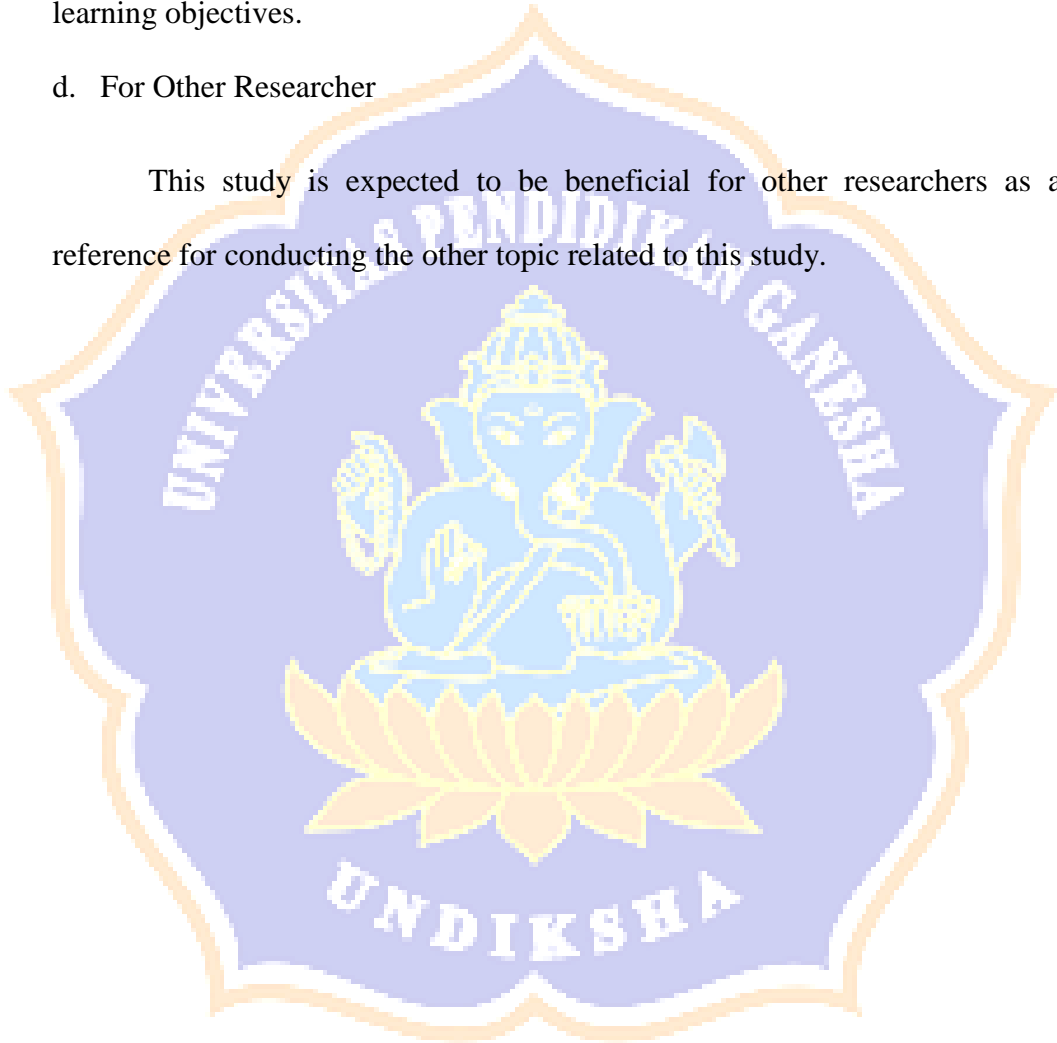 learning objectives.
d. For Other Researcher
This study is expected to be beneficial for other researchers as a
reference for conducting the other topic related to this study.
UNIVERSITAS PENDIDIKAN GANESHA
UNDIKSHA